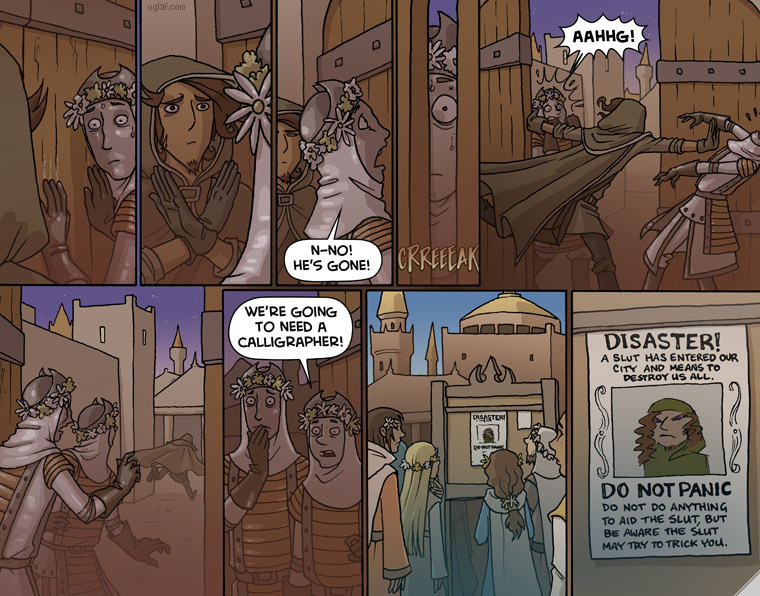 oglaf.com
N-NO!
HE'S GONE!
CRREEEAK
AAHHG!
WE'RE GOING
TO NEED A
CALLIGRAPHER!
DISASTER!
DO NOT PANIC
DISASTER!
A SLUT HAS ENTERED OUR
CITY AND MEANS TO
DESTROY US ALL.
DO NOT PANIC
DO NOT DO ANYTHING
TO AID THE SLUT, BUT
BE AWARE THE SLUT
MAY TRY TO TRICK YOU.